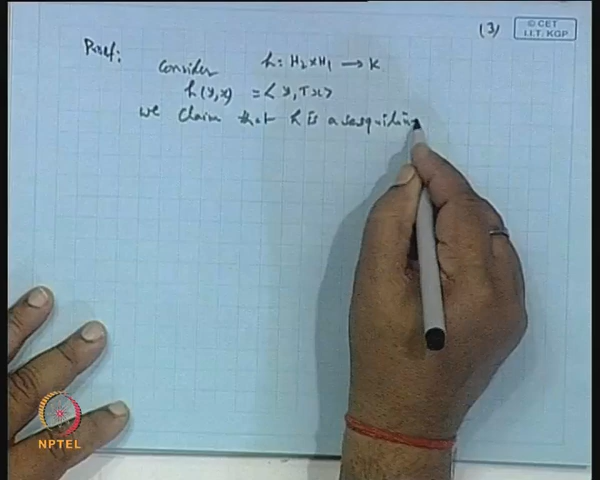 (3)
© CET
I.I.T. KGP
Proof:
Consider h: H₂ x H₁ → K
h(y,x) = < y, Tx>
we claim that h is a sesquilin
NPTEL